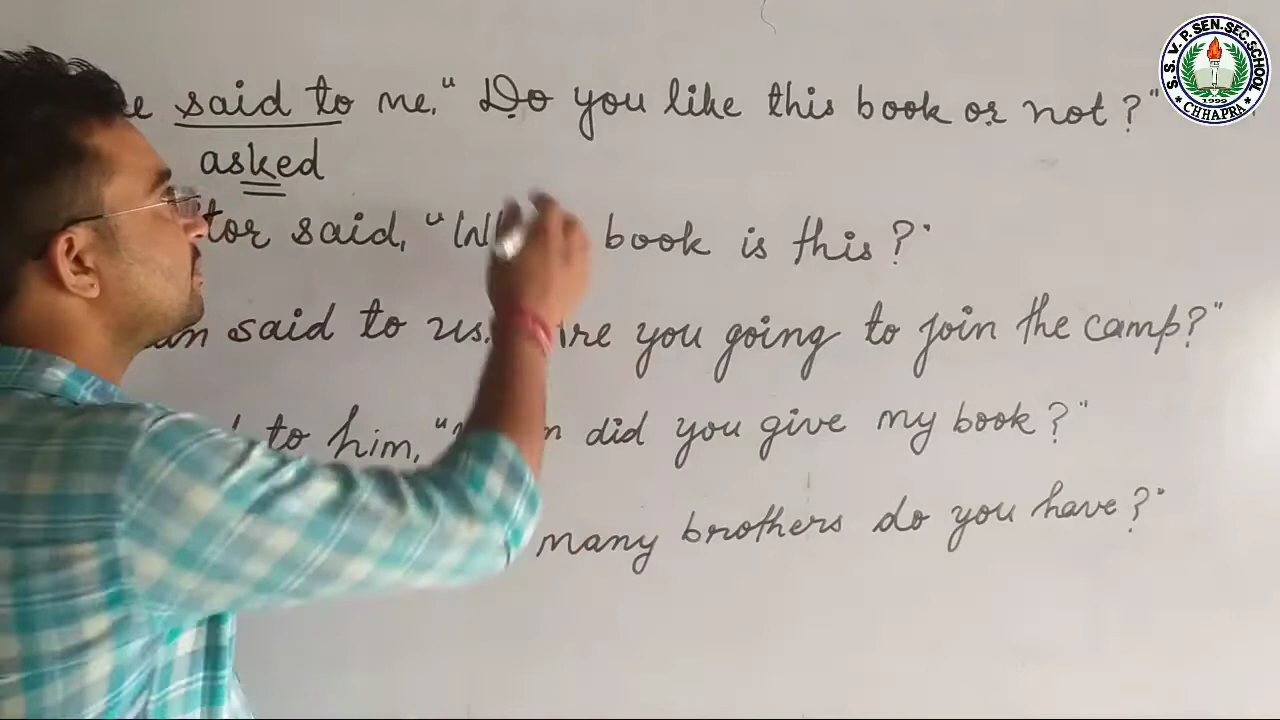 said to me, " Do you like this book or not?"
asked
said, " book is this?"
said to us, you going to join the camp?"
to him, " did you give my book?"
many brothers do you have?"
S. S. V. P. SEN. SEC. SCHOOL
1999
CHHAPRA